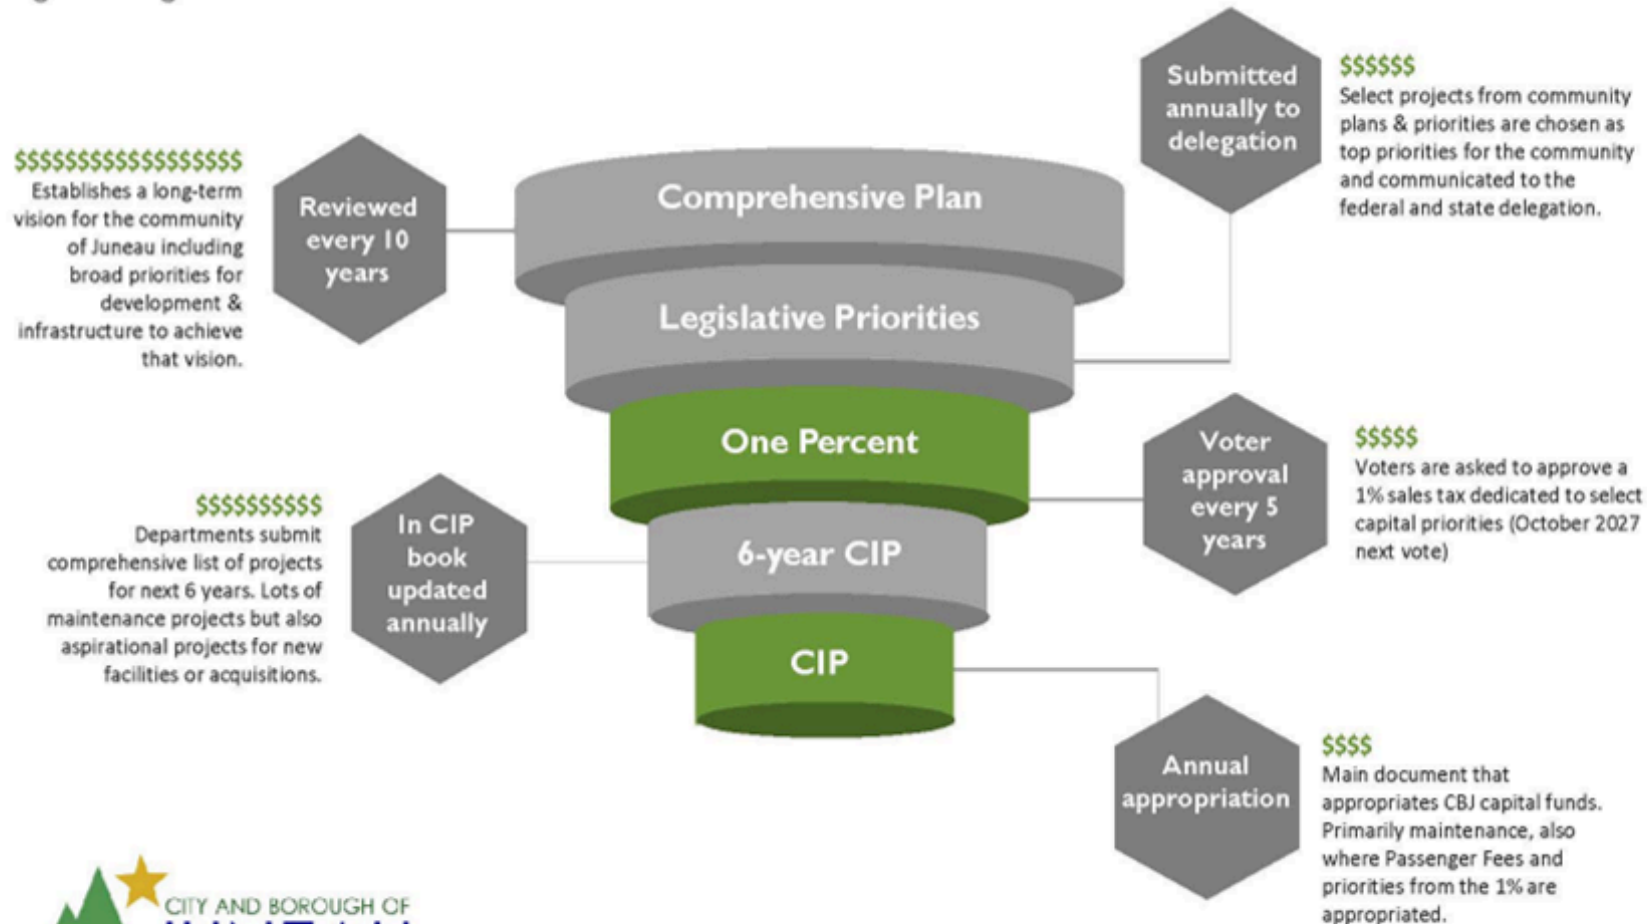 $$$$$$$$$$$$$$$$$$
Establishes a long-term
vision for the community
of Juneau including
broad priorities for
development &
infrastructure to achieve
that vision.
Reviewed
every 10
years
Comprehensive Plan
Submitted
annually to
delegation
$$$$$$
Select projects from community
plans & priorities are chosen as
top priorities for the community
and communicated to the
federal and state delegation.
Legislative Priorities
One Percent
Voter
approval
every 5
years
$$$$$
Voters are asked to approve a
1% sales tax dedicated to select
capital priorities (October 2027
next vote)
$$$$$$$$$$
Departments submit
comprehensive list of projects
for next 6 years. Lots of
maintenance projects but also
aspirational projects for new
facilities or acquisitions.
In CIP
book
updated
annually
6-year CIP
CIP
Annual
appropriation
$$$$
Main document that
appropriates CBJ capital funds.
Primarily maintenance, also
where Passenger Fees and
priorities from the 1% are
appropriated.
CITY AND BOROUGH OF